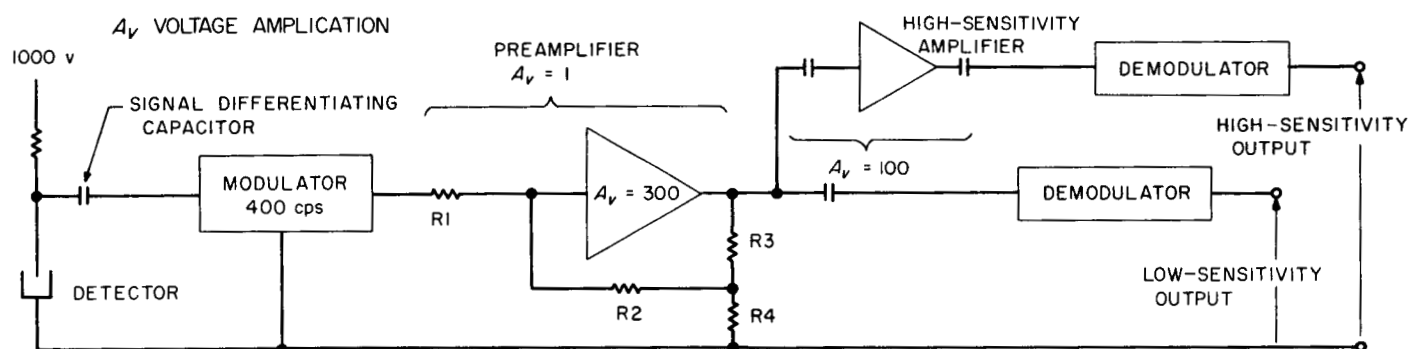 Av VOLTAGE AMPLICATION
1000 v
SIGNAL DIFFERENTIATING
CAPACITOR
MODULATOR
400 cps
DETECTOR
PREAMPLIFIER
Av = 1
R1
Av = 300
R2
R3
R4
HIGH-SENSITIVITY
AMPLIFIER
Av = 100
DEMODULATOR
HIGH-SENSITIVITY
OUTPUT
DEMODULATOR
LOW-SENSITIVITY
OUTPUT